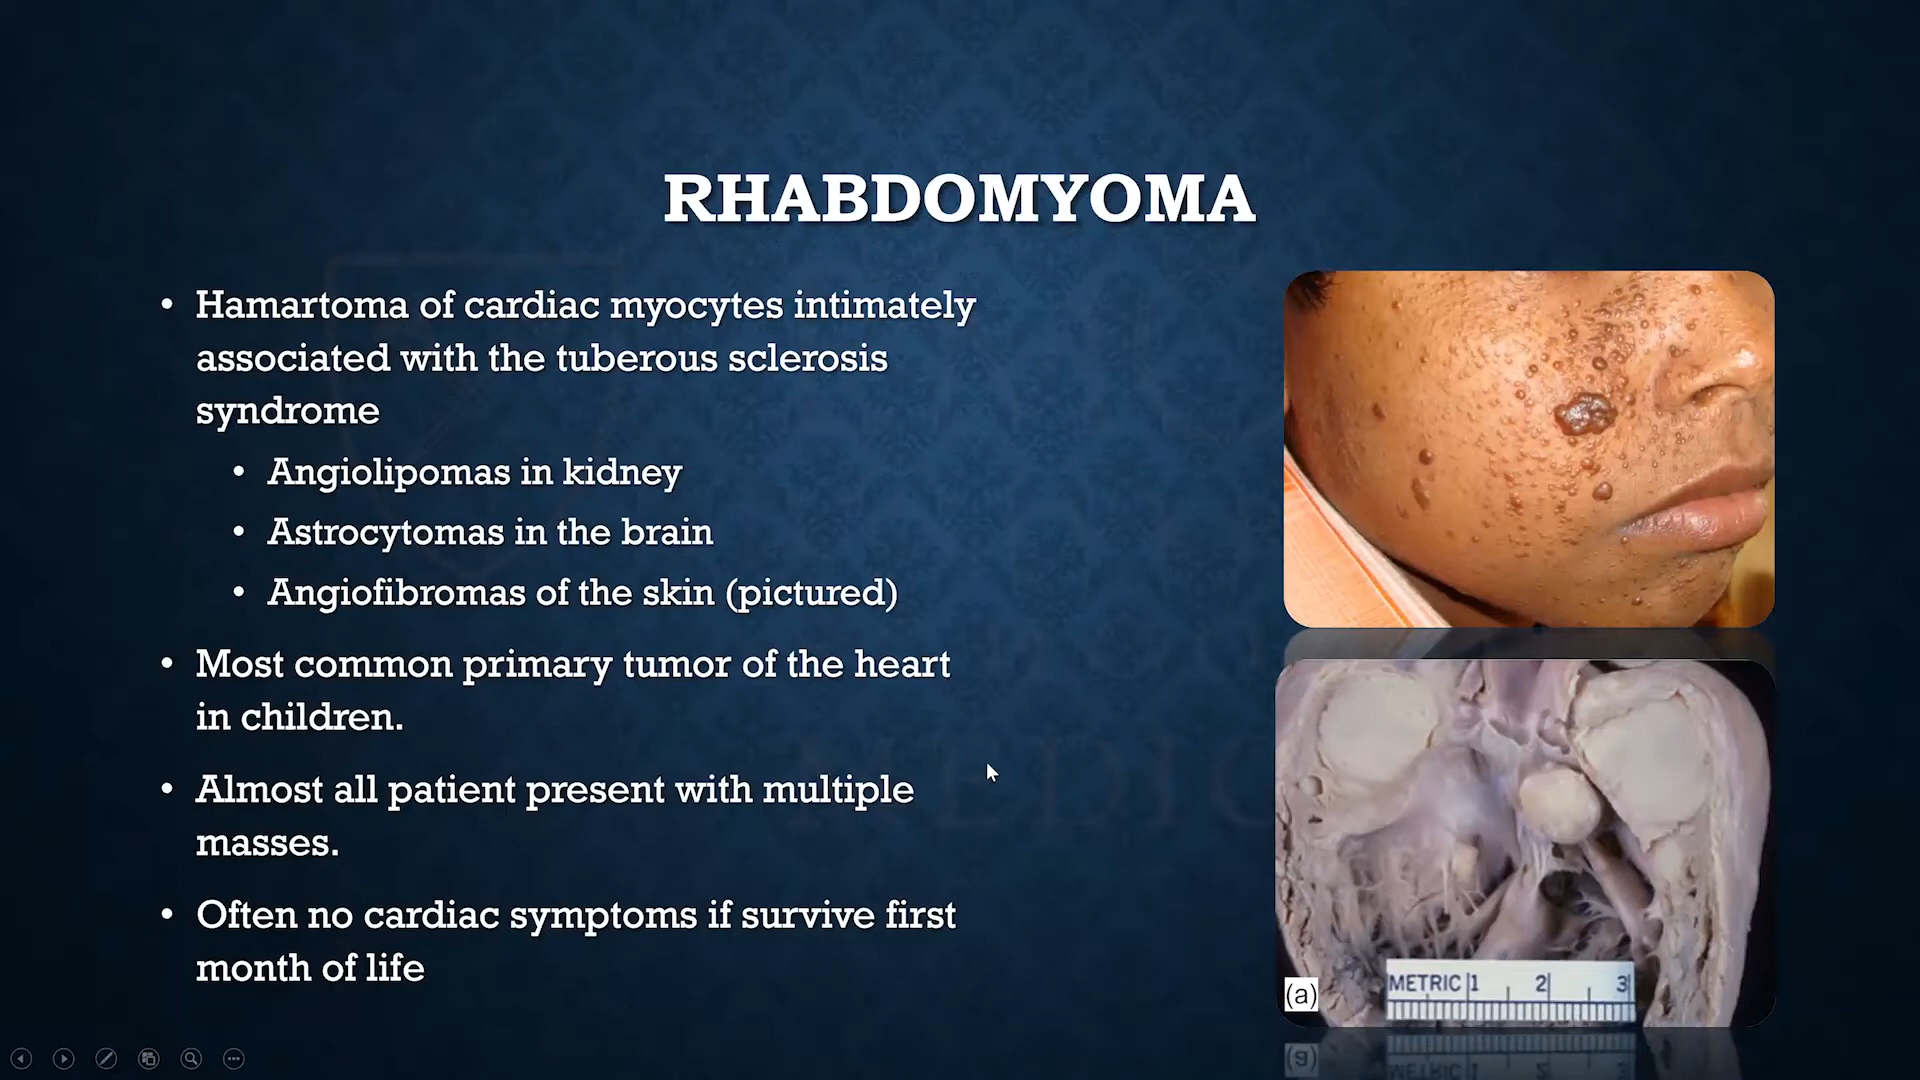 RHABDOMYOMA
• Hamartoma of cardiac myocytes intimately
associated with the tuberous sclerosis
syndrome
• Angiolipomas in kidney
• Astrocytomas in the brain
• Angiofibromas of the skin (pictured)
• Most common primary tumor of the heart
in children.
• Almost all patient present with multiple
masses.
• Often no cardiac symptoms if survive first
month of life
(a)
METRIC 1 2 3